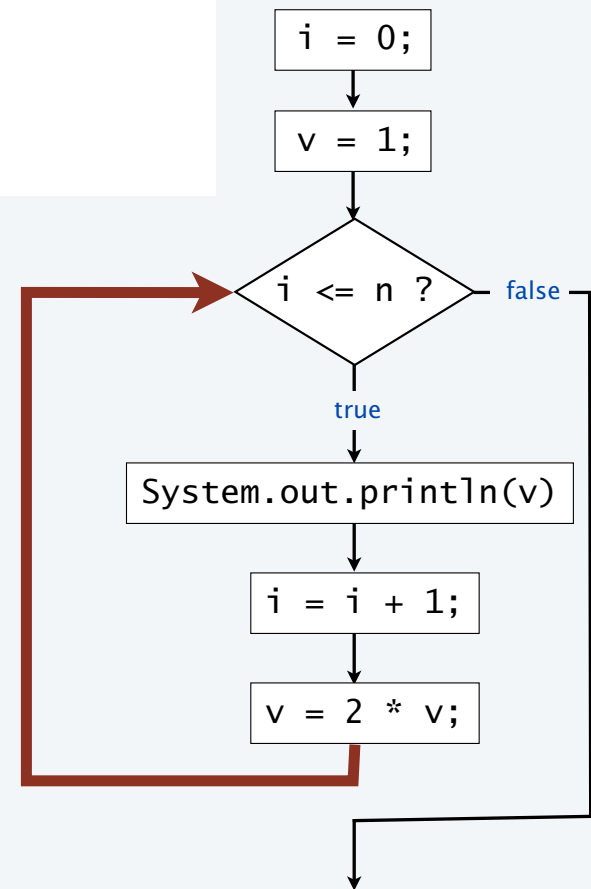 i = 0;
v = 1;
i <= n ?
false
true
System.out.println(v)
i = i + 1;
v = 2 * v;